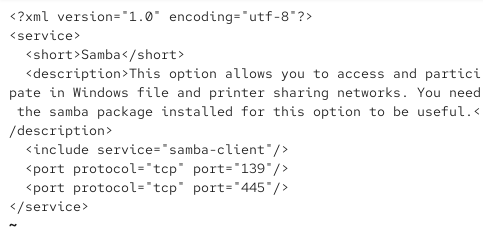 <?xml version="1.0" encoding="utf-8"?>
<service>
  <short>Samba</short>
  <description>This option allows you to access and partici
pate in Windows file and printer sharing networks. You need
 the samba package installed for this option to be useful.<
/description>
  <include service="samba-client"/>
  <port protocol="tcp" port="139"/>
  <port protocol="tcp" port="445"/>
</service>
~